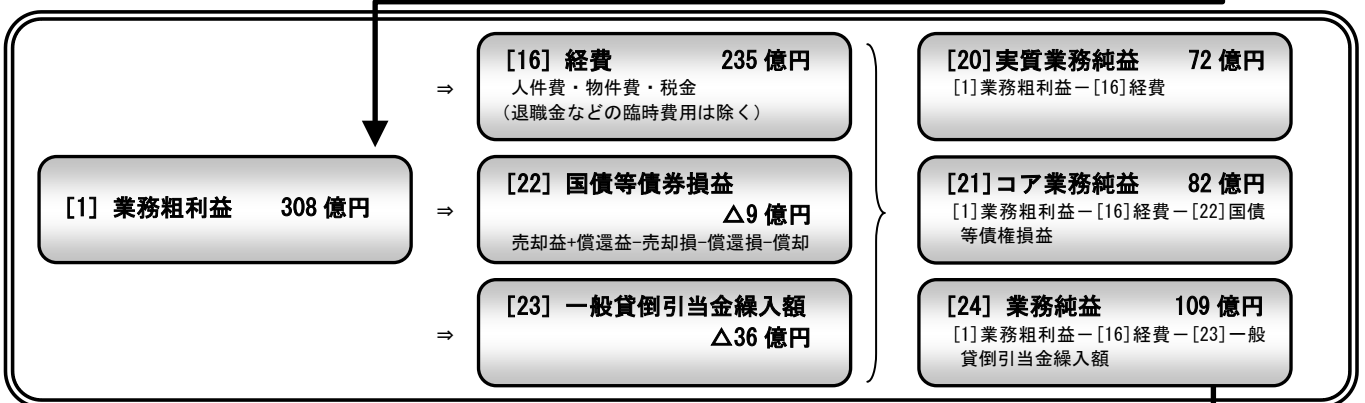 [1] 業務粗利益 308 億円
⇒
[16] 経費 235 億円
人件費・物件費・税金
（退職金などの臨時費用は除く）
⇒
[22] 国債等債券損益
△9 億円
売却益+償還益−売却損−償還損−償却
⇒
[23] 一般貸倒引当金繰入額
△36 億円
[20]実質業務純益 72 億円
[1]業務粗利益－[16]経費
[21]コア業務純益 82 億円
[1]業務粗利益－[16]経費－[22]国債
等債権損益
[24] 業務純益 109 億円
[1]業務粗利益－[16]経費－[23]一般
貸倒引当金繰入額